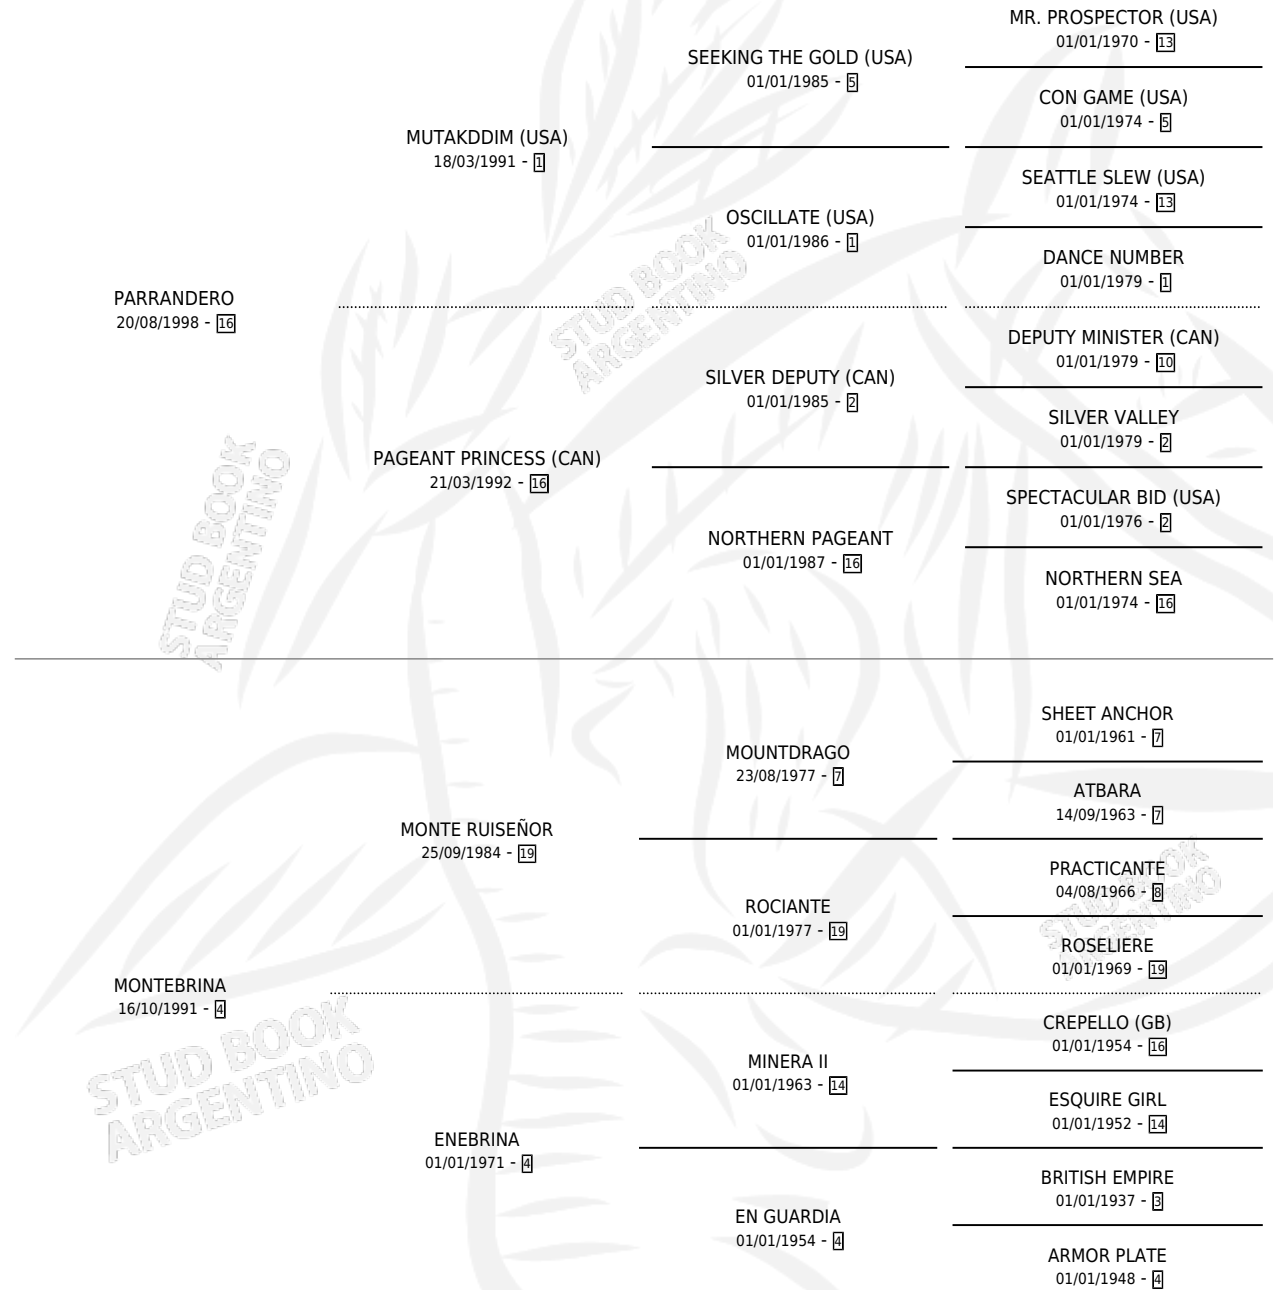 MR. PROSPECTOR (USA)
01/01/1970 - 13
SEEKING THE GOLD (USA)
01/01/1985 - 5
CON GAME (USA)
01/01/1974 - 5
MUTAKDDIM (USA)
18/03/1991 - 1
SEATTLE SLEW (USA)
01/01/1974 - 13
OSCILLATE (USA)
01/01/1986 - 1
DANCE NUMBER
01/01/1979 - 1
PARRANDERO
20/08/1998 - 16
STUD BOOK
ARGENTINO
DEPUTY MINISTER (CAN)
01/01/1979 - 10
SILVER DEPUTY (CAN)
01/01/1985 - 2
SILVER VALLEY
01/01/1979 - 2
PAGEANT PRINCESS (CAN)
21/03/1992 - 16
SPECTACULAR BID (USA)
01/01/1976 - 2
NORTHERN PAGEANT
01/01/1987 - 16
NORTHERN SEA
01/01/1974 - 16
STUD BOOK
ARGENTINO
SHEET ANCHOR
01/01/1961 - 7
MOUNTDRAGO
23/08/1977 - 7
ATBARA
14/09/1963 - 7
MONTE RUISEÑOR
25/09/1984 - 19
PRACTICANTE
04/08/1966 - 8
ROCIANTE
01/01/1977 - 19
STUD BOOK
ARGENTINO
ROSELIERE
01/01/1969 - 19
MONTEBRINA
16/10/1991 - 4
STUD BOOK
ARGENTINO
CREPELLO (GB)
01/01/1954 - 16
MINERA II
01/01/1963 - 14
ESQUIRE GIRL
01/01/1952 - 14
ENEBRINA
01/01/1971 - 4
BRITISH EMPIRE
01/01/1937 - 3
EN GUARDIA
01/01/1954 - 4
ARMOR PLATE
01/01/1948 - 4